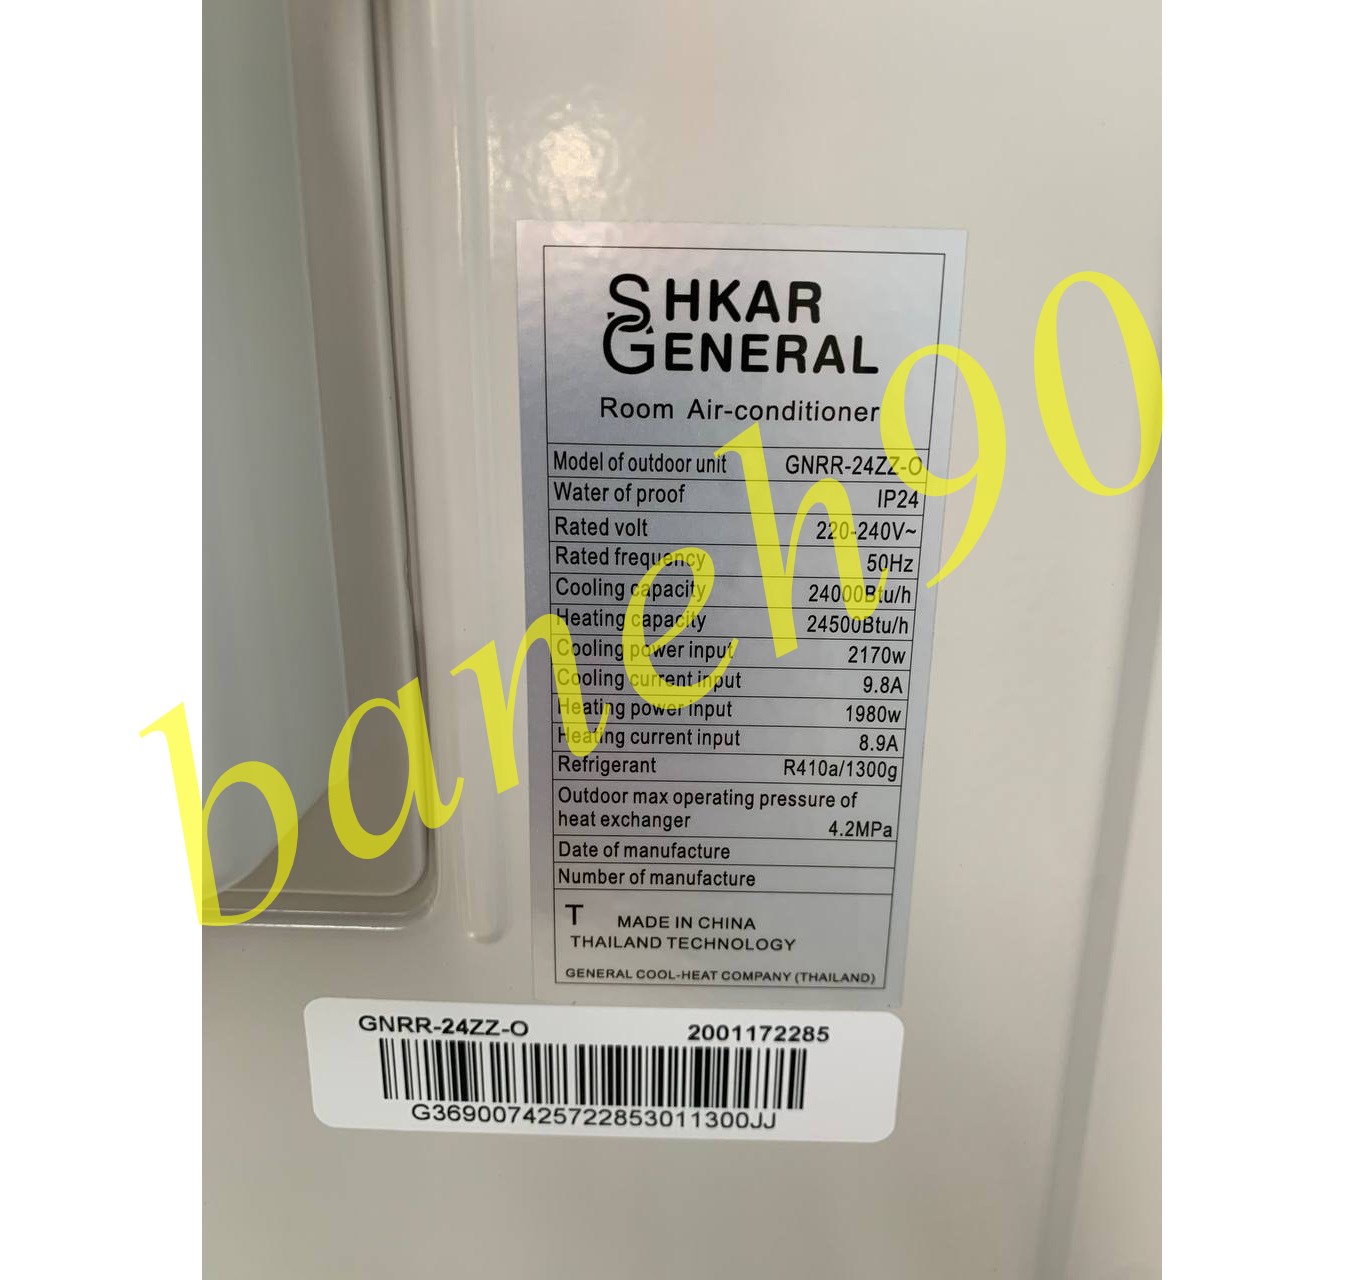 SHKAR
GENERAL
Room Air-conditioner
Model of outdoor unit GNRR-24ZZ-O
Water of proof IP24
Rated volt 220-240V~
Rated frequency 50Hz
Cooling capacity 24000Btu/h
Heating capacity 24500Btu/h
Cooling power input 2170w
Cooling current input 9.8A
Heating power input 1980w
Heating current input 8.9A
Refrigerant R410a/1300g
Outdoor max operating pressure of
heat exchanger 4.2MPa
Date of manufacture
Number of manufacture
T MADE IN CHINA
THAILAND TECHNOLOGY
GENERAL COOL-HEAT COMPANY (THAILAND)
GNRR-24ZZ-O 2001172285
G369007425722853011300JJ
baneh90